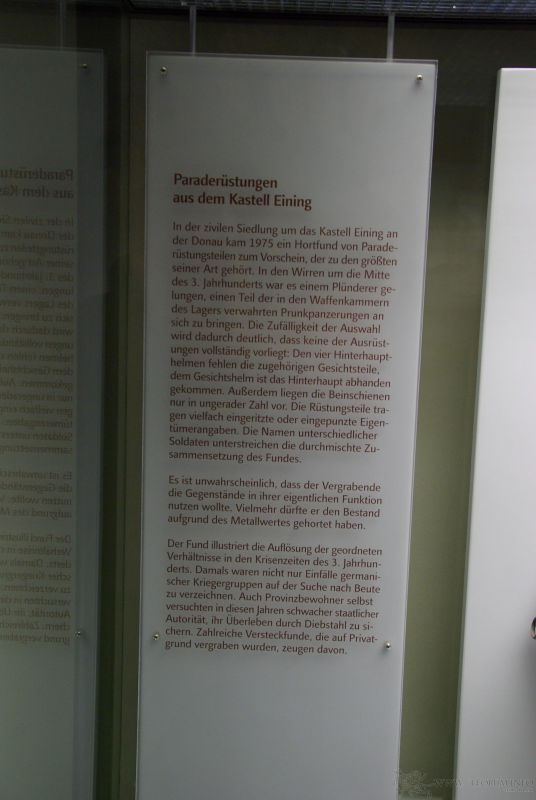 Paraderüstungen
aus dem Kastell Eining
In der zivilen Siedlung um das Kastell Eining an
der Donau kam 1975 ein Hortfund von Parade-
rüstungsteilen zum Vorschein, der zu den größten
seiner Art gehört. In den Wirren um die Mitte
des 3. Jahrhunderts war es einem Plünderer ge-
lungen, einen Teil der in den Waffenkammern
des Lagers verwahrten Prunkpanzerungen an
sich zu bringen. Die Zufälligkeit der Auswahl
wird dadurch deutlich, dass keine der Ausrüst-
ungen vollständig vorliegt: Den vier Hinterhaupt-
helmen fehlen die zugehörigen Gesichtsteile,
dem Gesichtshelm ist das Hinterhaupt abhanden
gekommen. Außerdem liegen die Beinschienen
nur in ungerader Zahl vor. Die Rüstungsteile tra-
gen vielfach eingeritzte oder eingepunzte Eigen-
tümerangaben. Die Namen unterschiedlicher
Soldaten unterstreichen die durchmischte Zu-
sammensetzung des Fundes.
Es ist unwahrscheinlich, dass der Vergrabende
die Gegenstände in ihrer eigentlichen Funktion
nutzen wollte. Vielmehr dürfte er den Bestand
aufgrund des Metallwertes gehortet haben.
Der Fund illustriert die Auflösung der geordneten
Verhältnisse in den Krisenzeiten des 3. Jahrhun-
derts. Damals waren nicht nur Einfälle germani-
scher Kriegergruppen auf der Suche nach Beute
zu verzeichnen. Auch Provinzbewohner selbst
versuchten in diesen Jahren schwacher staatlicher
Autorität, ihr Überleben durch Diebstahl zu si-
chern. Zahlreiche Versteckfunde, die auf Privat-
grund vergraben wurden, zeugen davon.